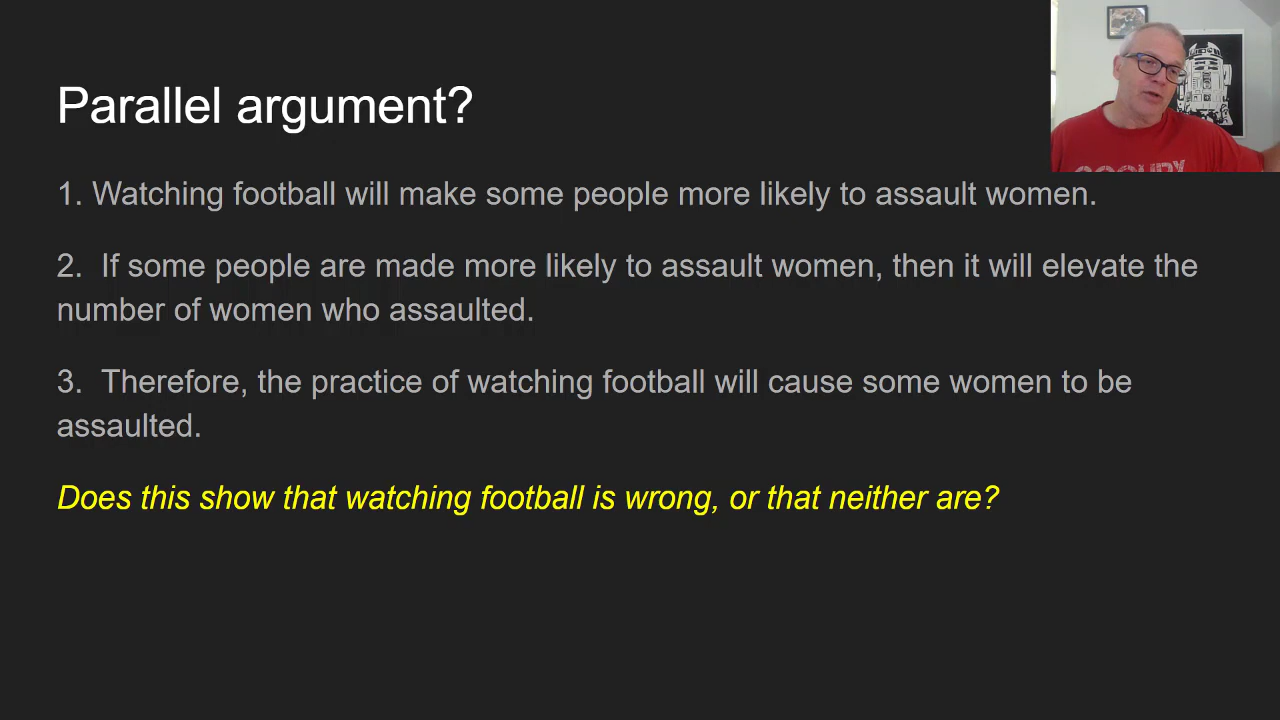 Parallel argument?
1. Watching football will make some people more likely to assault women.
2. If some people are made more likely to assault women, then it will elevate the
number of women who assaulted.
3. Therefore, the practice of watching football will cause some women to be
assaulted.
Does this show that watching football is wrong, or that neither are?